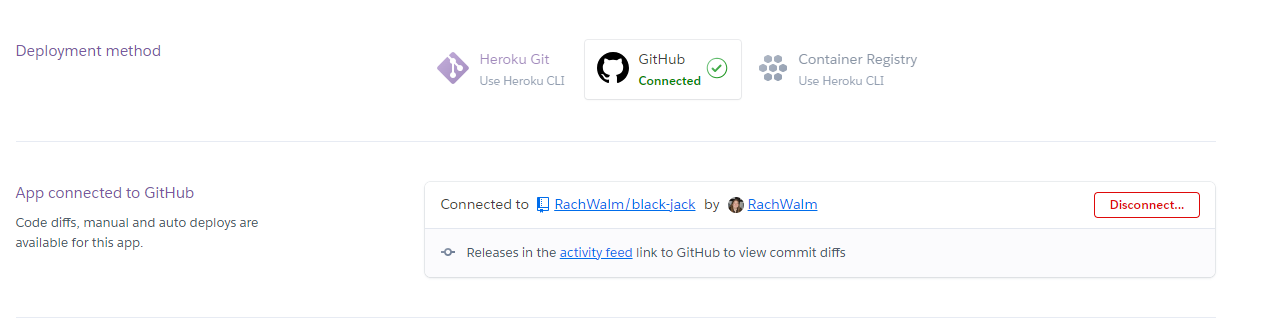 Deployment method
Heroku Git
Use Heroku CLI
GitHub
Connected
Container Registry
Use Heroku CLI
App connected to GitHub
Code diffs, manual and auto deploys are
available for this app.
Connected to RachWalm/black-jack by RachWalm
Disconnect...
Releases in the activity feed link to GitHub to view commit diffs